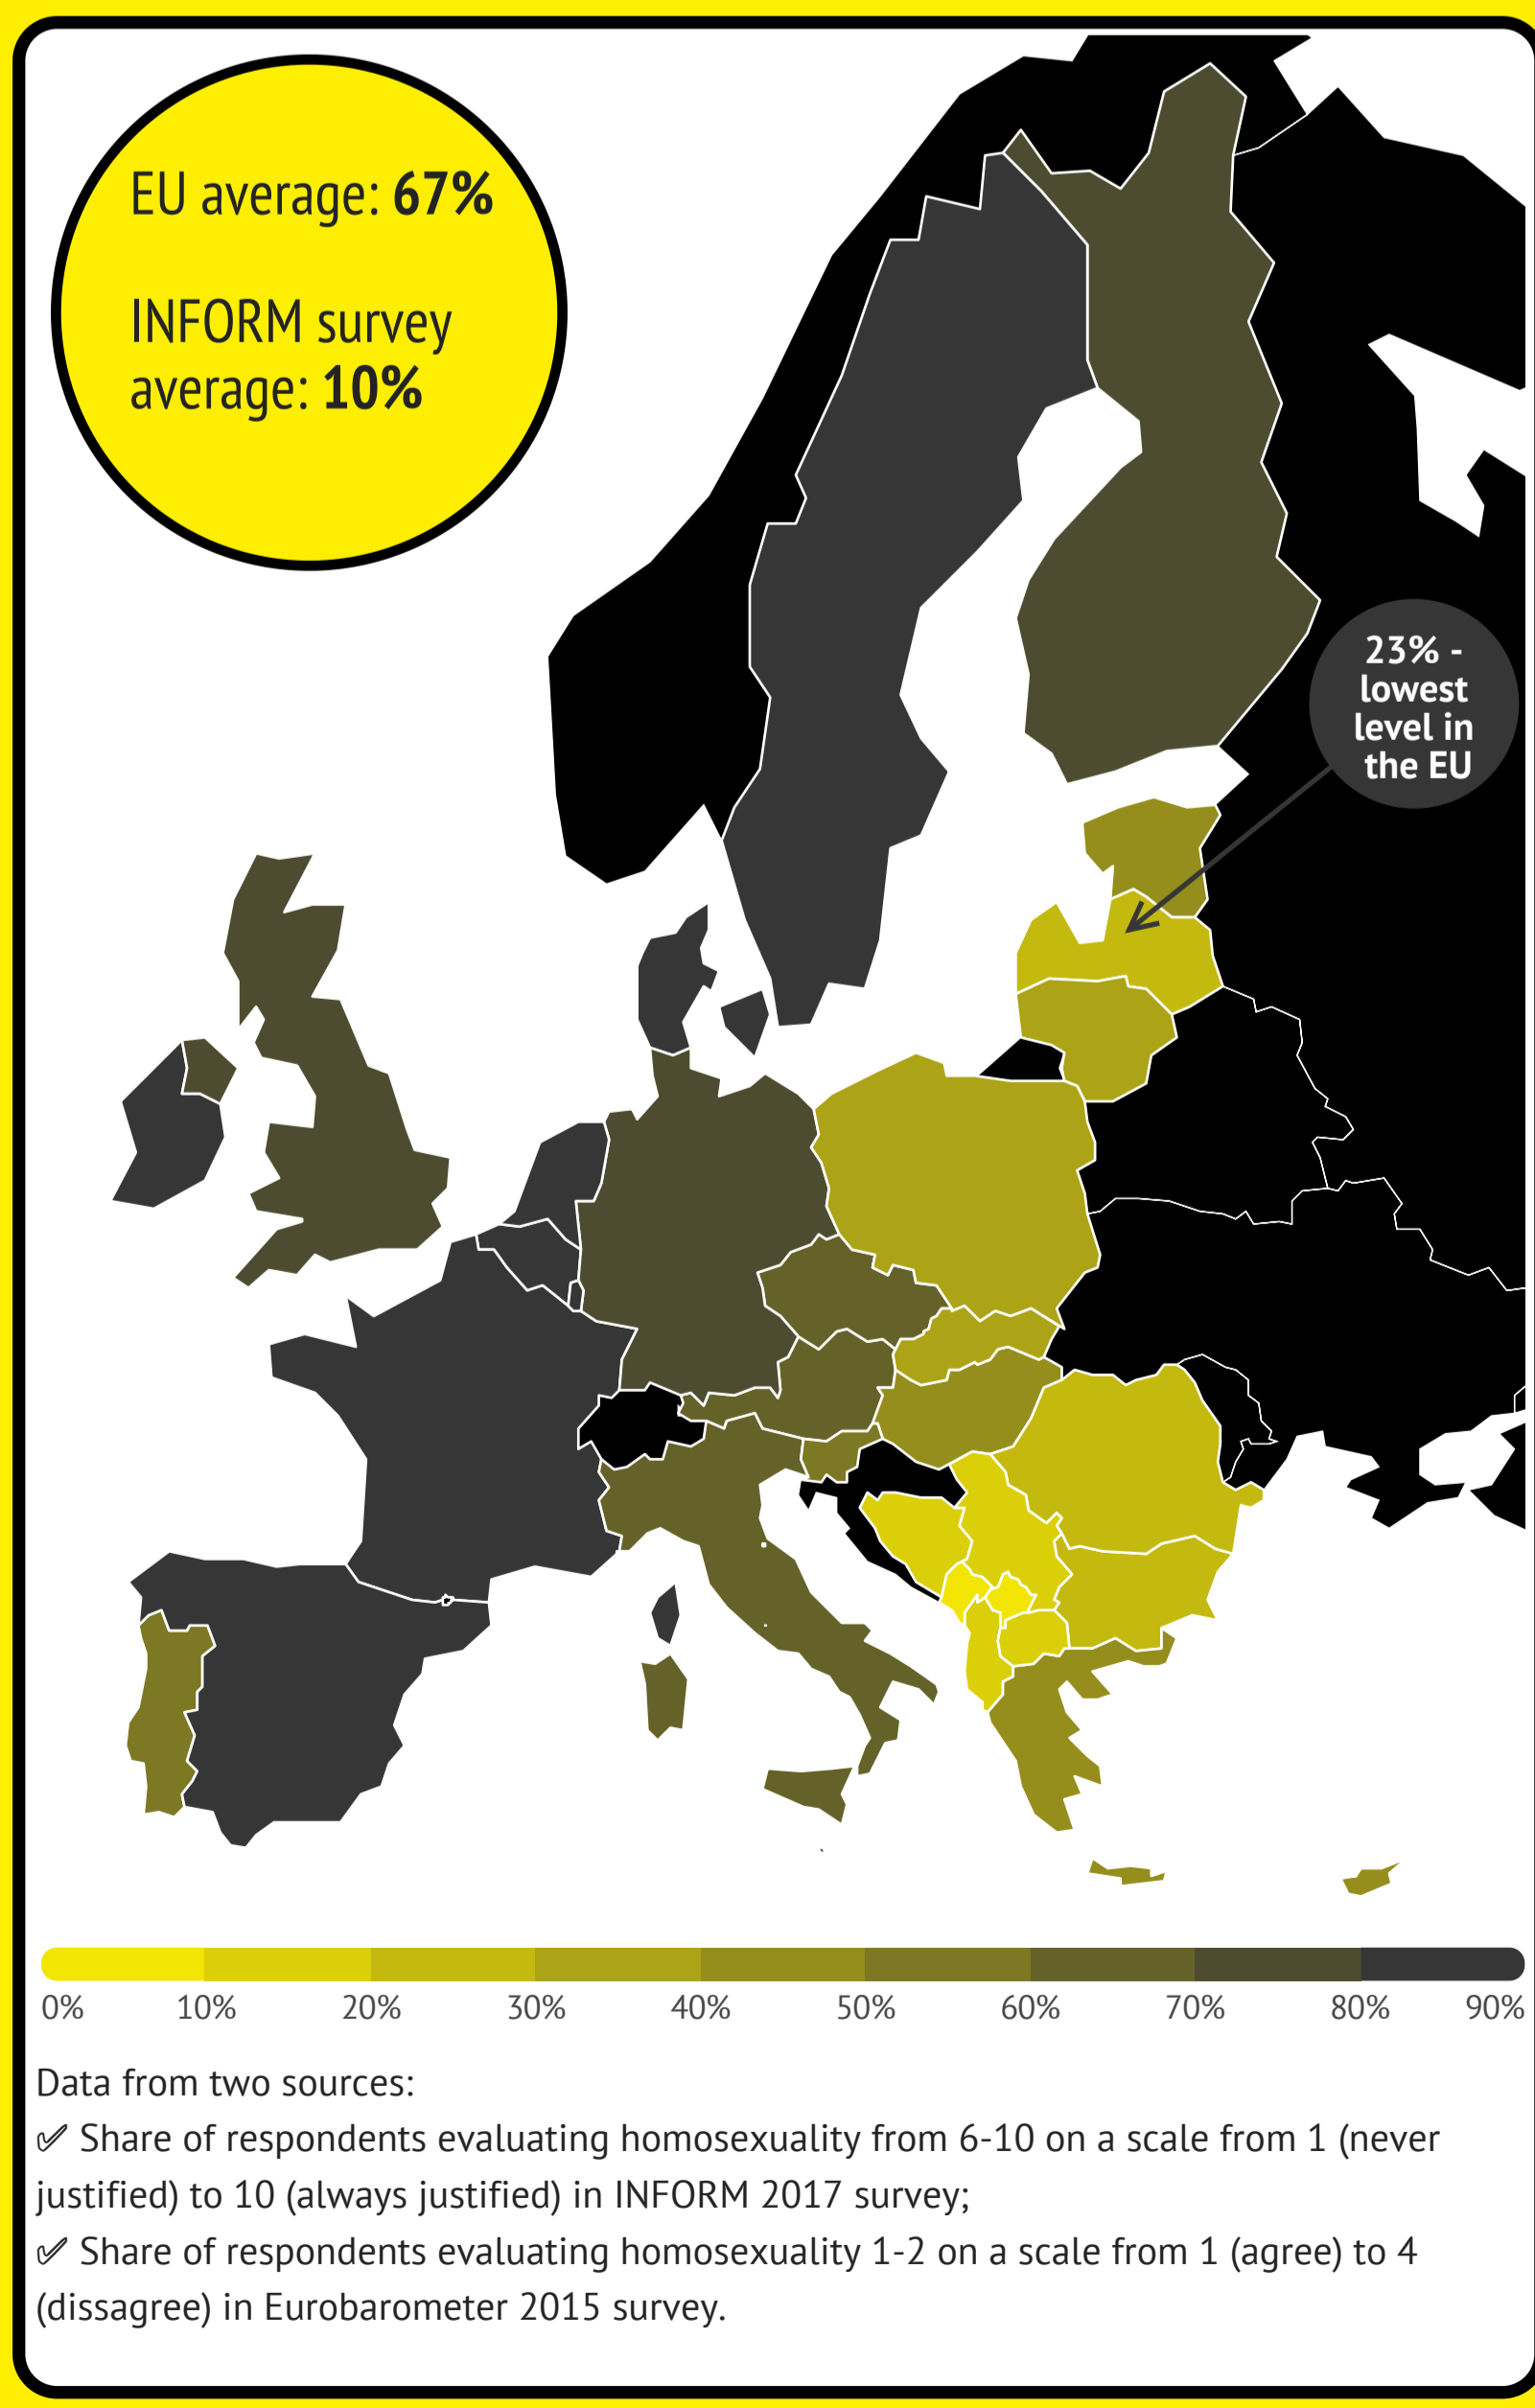 EU average: 67%
INFORM survey
average: 10%
23% -
lowest
level in
the EU
0% 10% 20% 30% 40% 50% 60% 70% 80% 90%
Data from two sources:
✅ Share of respondents evaluating homosexuality from 6-10 on a scale from 1 (never
justified) to 10 (always justified) in INFORM 2017 survey;
✅ Share of respondents evaluating homosexuality 1-2 on a scale from 1 (agree) to 4
(dissagree) in Eurobarometer 2015 survey.